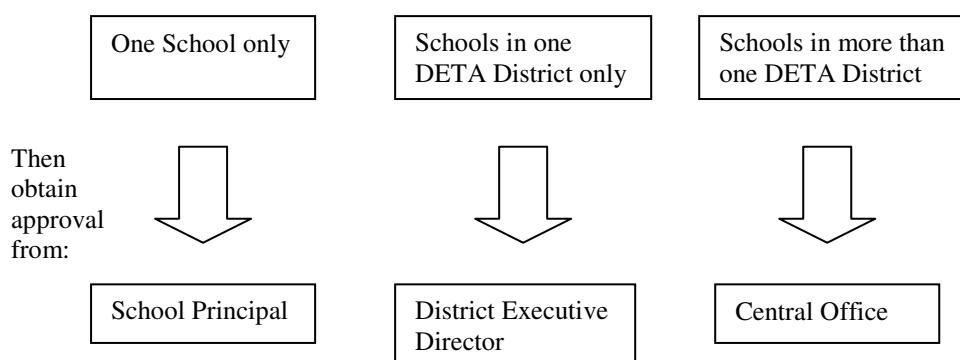 One School only
Schools in one
DETA District only
Schools in more than
one DETA District
Then
obtain
approval
from:
School Principal
District Executive
Director
Central Office